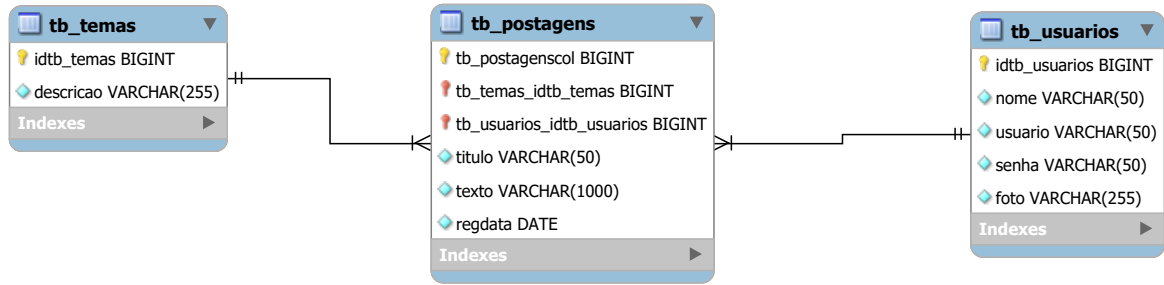 tb_temas
idtb_temas BIGINT
descricao VARCHAR(255)
Indexes
tb_postagens
tb_postagenscol BIGINT
tb_temas_idtb_temas BIGINT
tb_usuarios_idtb_usuarios BIGINT
titulo VARCHAR(50)
texto VARCHAR(1000)
regdata DATE
Indexes
tb_usuarios
idtb_usuarios BIGINT
nome VARCHAR(50)
usuario VARCHAR(50)
senha VARCHAR(50)
foto VARCHAR(255)
Indexes